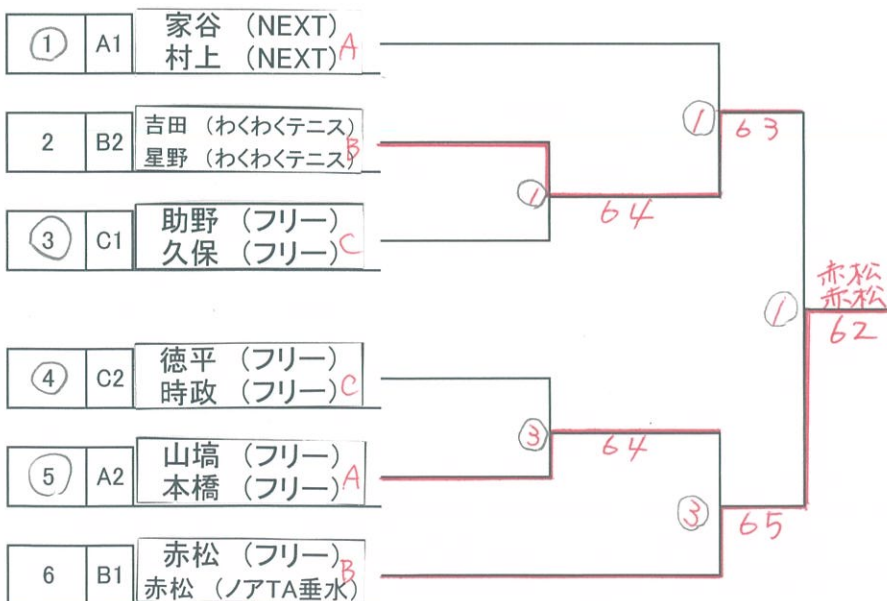 ① A1 家谷 (NEXT) A
村上 (NEXT)
① 63
2 B2 吉田 (わくわくテニス) B
星野 (わくわくテニス)
① 64
③ C1 助野 (フリー) C
久保 (フリー)
赤松
赤松
① 62
④ C2 徳平 (フリー) C
時政 (フリー)
③ 64
⑤ A2 山塙 (フリー) A
本橋 (フリー)
③ 65
6 B1 赤松 (フリー) B
赤松 (ノアTA垂水)